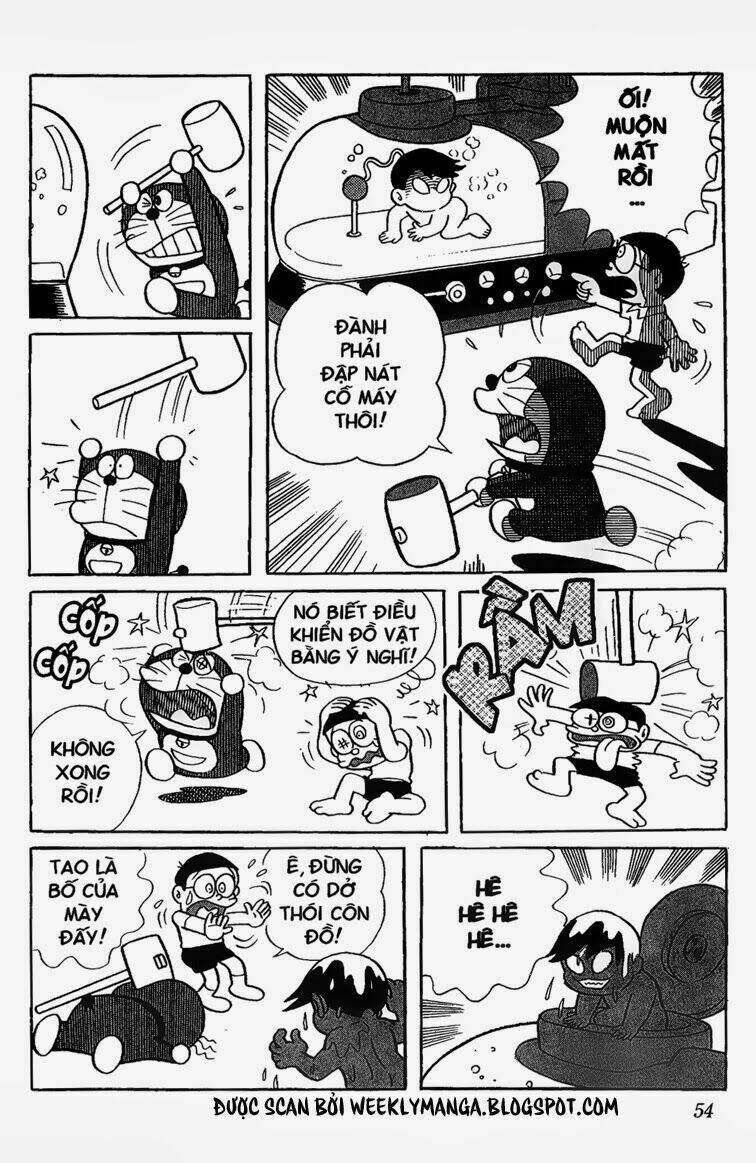 ỐI!
MUỘN
MẤT
RỒI
...
ĐÀNH
PHẢI
ĐẬP NÁT
CỖ MÁY
THÔI!
RẦM
NÓ BIẾT ĐIỀU
KHIỂN ĐỒ VẬT
BẰNG Ý NGHĨ!
CỐP
CỐP
KHÔNG
XONG
RỒI!
HÊ
HÊ HÊ
HÊ...
Ê, ĐỪNG
CÓ DỞ
THÓI CÔN
ĐỒ!
TAO LÀ
BỐ CỦA
MÀY
ĐẤY!
ĐƯỢC SCAN BỞI WEEKLYMANGA.BLOGSPOT.COM
54